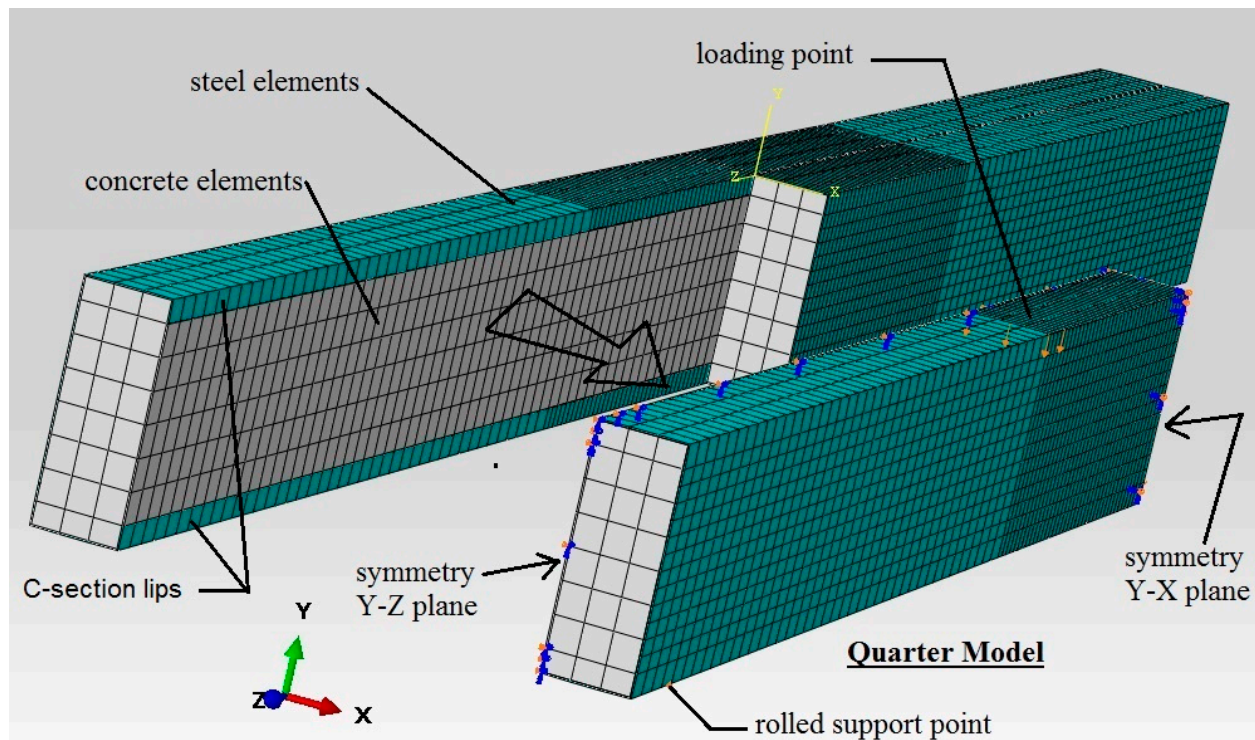 loading point
steel elements
concrete elements
Y
Z
X
C-section lips
symmetry
Y-Z plane
symmetry
Y-X plane
Y
Z
X
Quarter Model
rolled support point